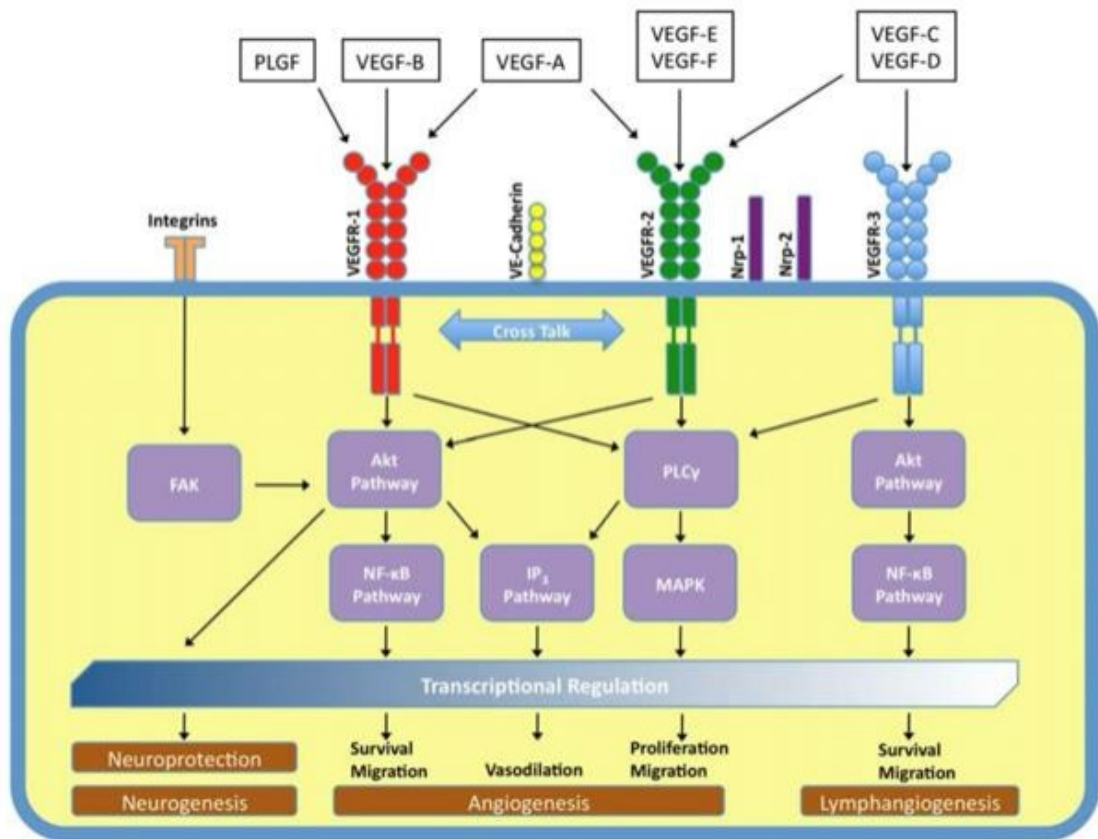 PLGF
VEGF-B
VEGF-A
VEGF-E
VEGF-F
VEGF-C
VEGF-D
Integrins
VEGFR-1
VE-Cadherin
VEGFR-2
Nrp-1
Nrp-2
VEGFR-3
Cross Talk
FAK
Akt
Pathway
PLCγ
Akt
Pathway
NF-κB
Pathway
IP₃
Pathway
MAPK
NF-κB
Pathway
Transcriptional Regulation
Neuroprotection
Neurogenesis
Survival
Migration
Vasodilation
Proliferation
Migration
Angiogenesis
Survival
Migration
Lymphangiogenesis